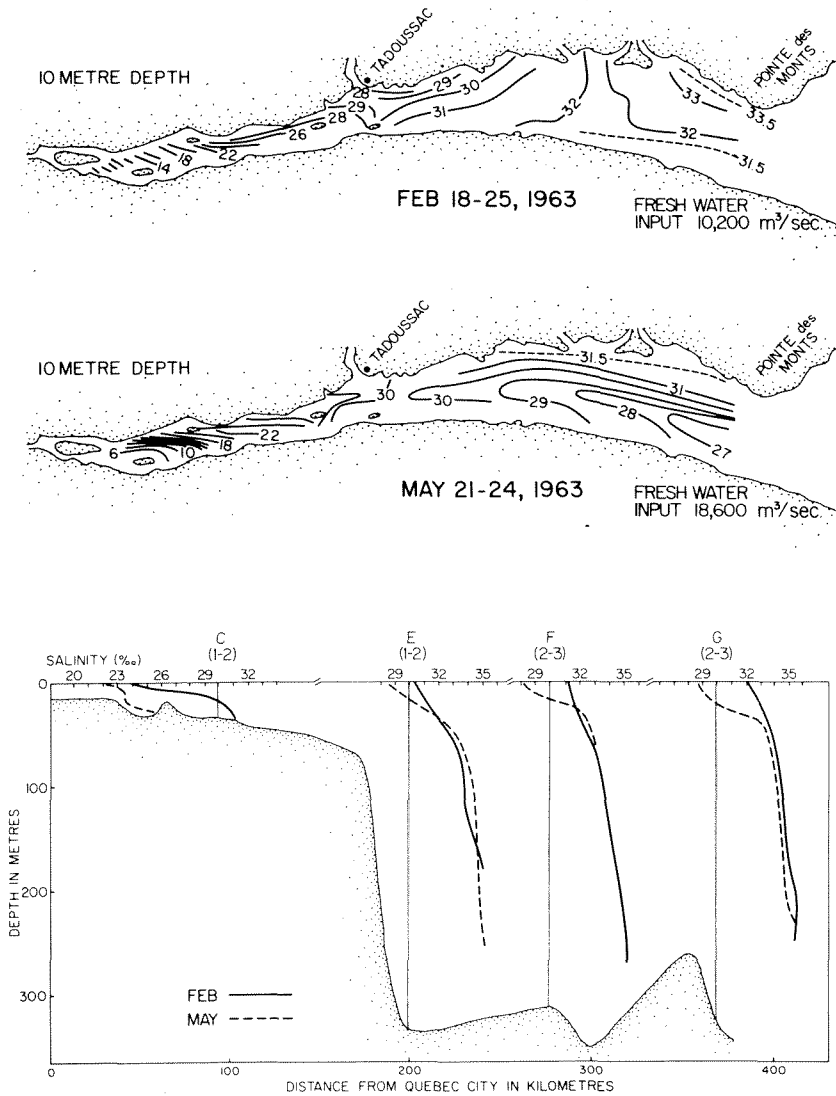 10 METRE DEPTH
TADOUSSAC
POINTE des MONTS
28
29
30
29
28
31
26
22
18
14
32
33
33.5
32
31.5
FEB 18-25, 1963
FRESH WATER
INPUT 10,200 m³/sec.
10 METRE DEPTH
TADOUSSAC
POINTE des MONTS
31.5
31
30
30
29
28
27
22
18
10
6
MAY 21-24, 1963
FRESH WATER
INPUT 18,600 m³/sec.
C E F G
(1-2) (1-2) (2-3) (2-3)
SALINITY (‰)
20 23 26 29 32 29 32 35 29 32 35 29 32 35
0
100
200
300
DEPTH IN METRES
FEB
MAY
0 100 200 300 400
DISTANCE FROM QUEBEC CITY IN KILOMETRES